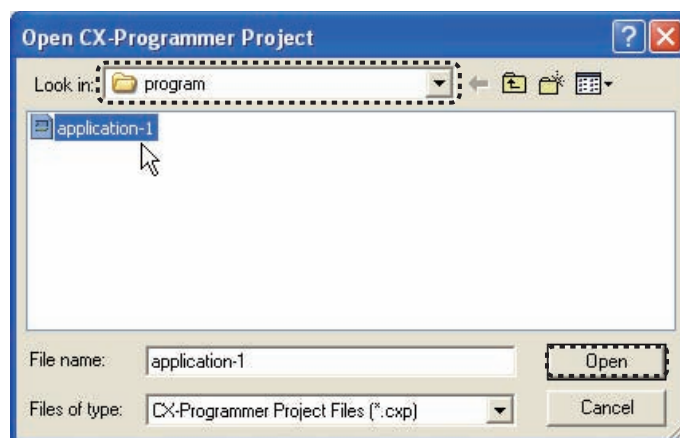 Open CX-Programmer Project
Look in: program
application-1
File name: application-1 Open
Files of type: CX-Programmer Project Files (*.cxp) Cancel